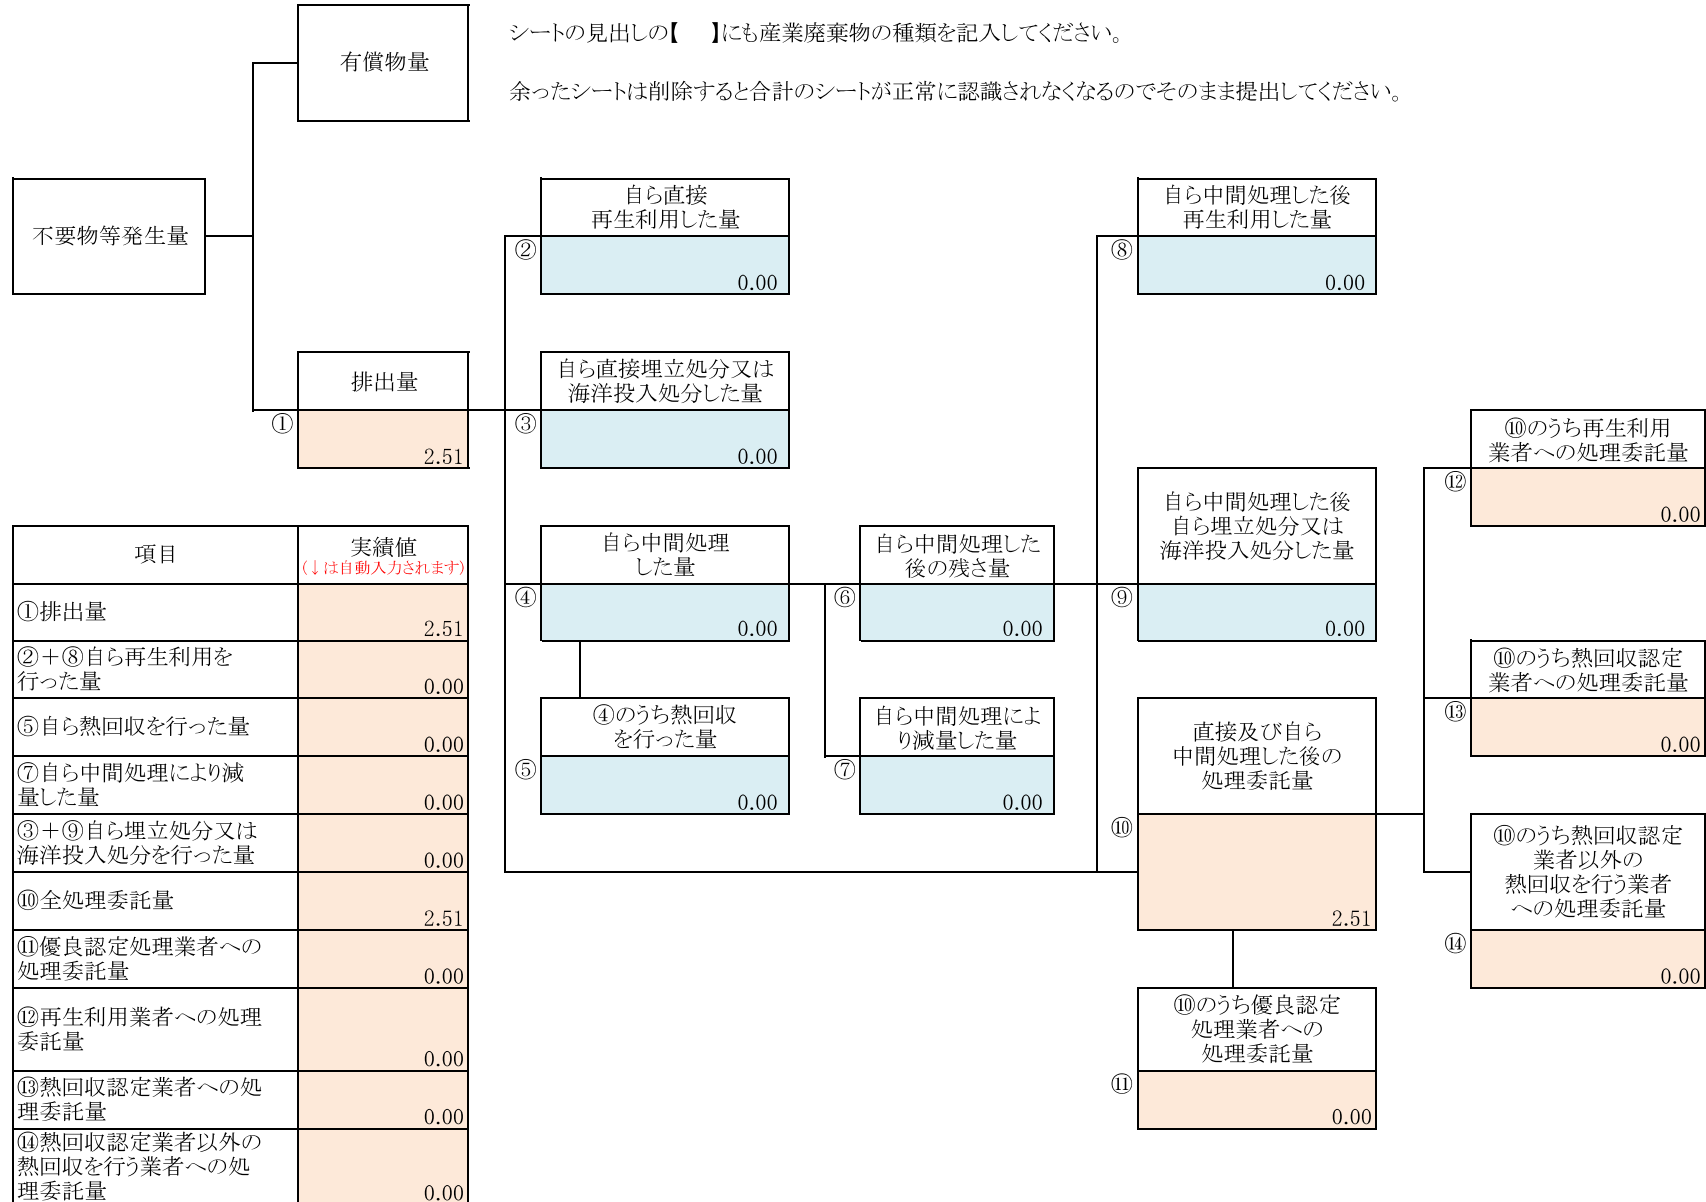 有償物量
シートの見出しの【　】にも産業廃棄物の種類を記入してください。
余ったシートは削除すると合計のシートが正常に認識されなくなるのでそのまま提出してください。
不要物等発生量
自ら直接
再生利用した量
②
0.00
自ら中間処理した後
再生利用した量
⑧
0.00
排出量
①
2.51
自ら直接埋立処分又は
海洋投入処分した量
③
0.00
⑩のうち再生利用
業者への処理委託量
⑫
0.00
自ら中間処理
した量
④
0.00
自ら中間処理した
後の残さ量
⑥
0.00
自ら中間処理した後
自ら埋立処分又は
海洋投入処分した量
⑨
0.00
⑩のうち熱回収認定
業者への処理委託量
⑬
0.00
④のうち熱回収
を行った量
⑤
0.00
自ら中間処理によ
り減量した量
⑦
0.00
直接及び自ら
中間処理した後の
処理委託量
⑩
2.51
⑩のうち熱回収認定
業者以外の
熱回収を行う業者
への処理委託量
⑭
0.00
⑩のうち優良認定
処理業者への
処理委託量
⑪
0.00
項目
実績値
(↓は自動入力されます)
①排出量
2.51
②＋⑧自ら再生利用を
行った量
0.00
⑤自ら熱回収を行った量
0.00
⑦自ら中間処理により減
量した量
0.00
③＋⑨自ら埋立処分又は
海洋投入処分を行った量
0.00
⑩全処理委託量
2.51
⑪優良認定処理業者への
処理委託量
0.00
⑫再生利用業者への処理
委託量
0.00
⑬熱回収認定業者への処
理委託量
0.00
⑭熱回収認定業者以外の
熱回収を行う業者への処
理委託量
0.00